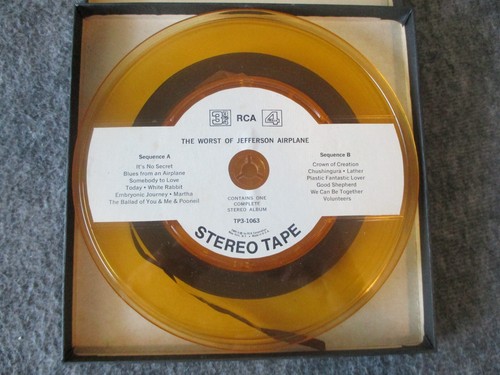 3¾ RCA 4
THE WORST OF JEFFERSON AIRPLANE
Sequence A
It's No Secret
Blues from an Airplane
Somebody to Love
Today • White Rabbit
Embryonic Journey • Martha
The Ballad of You & Me & Pooneil
Sequence B
Crown of Creation
Chushingura • Lather
Plastic Fantastic Lover
Good Shepherd
We Can Be Together
Volunteers
CONTAINS ONE
COMPLETE
STEREO ALBUM
TP3-1063
STEREO TAPE